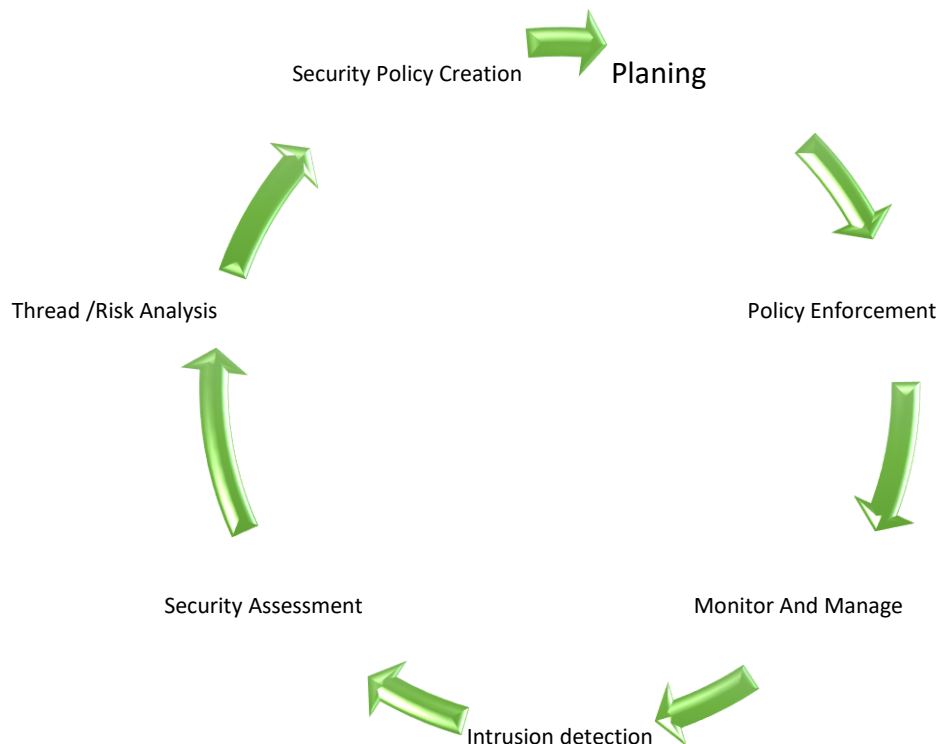 Security Policy Creation
Planing
Thread /Risk Analysis
Policy Enforcement
Security Assessment
Monitor And Manage
Intrusion detection